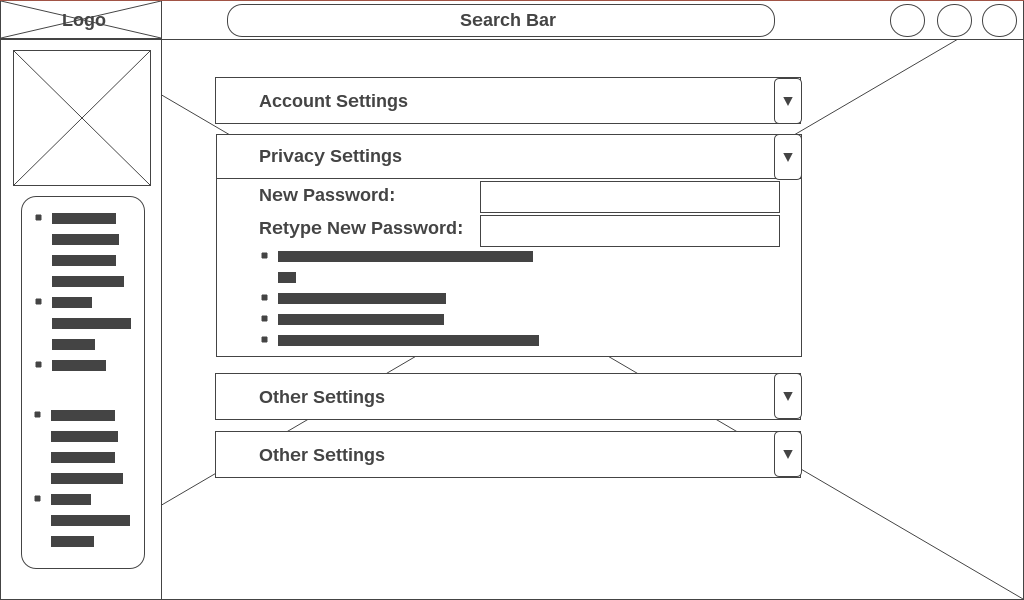 Logo
Search Bar
Account Settings
▼
Privacy Settings
▼
New Password:
Retype New Password:
Other Settings
▼
Other Settings
▼